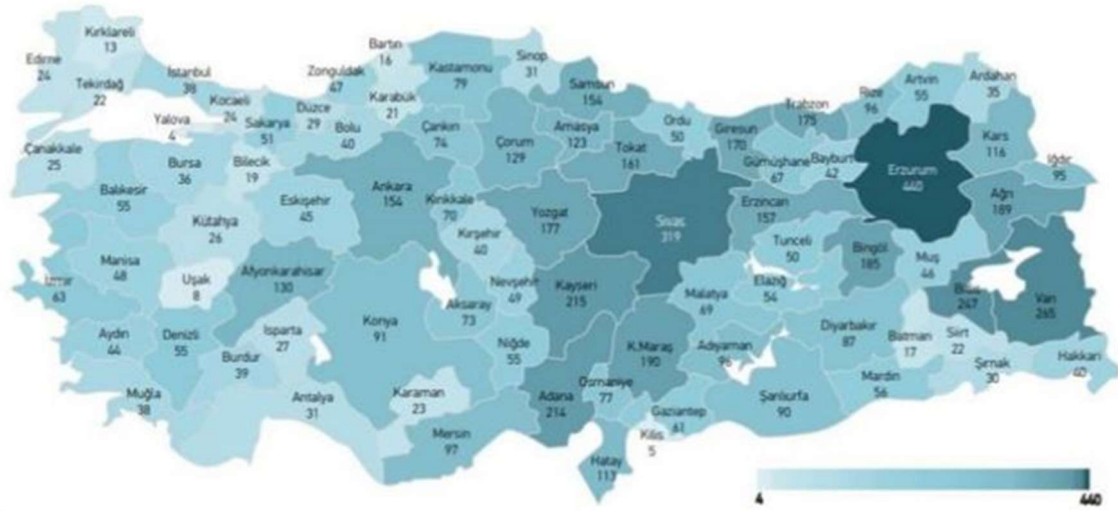 Kırklareli
13
Edirne
24
Tekirdağ
22
İstanbul
38
Kocaeli
24
Yalova
4
Sakarya
51
Düzce
29
Bolu
40
Zonguldak
47
Bartın
16
Karabük
21
Kastamonu
79
Sinop
31
Samsun
154
Çankırı
74
Çorum
129
Amasya
123
Tokat
161
Ordu
50
Giresun
170
Trabzon
175
Gümüşhane
67
Bayburt
42
Rize
96
Artvin
55
Ardahan
35
Kars
116
Iğdır
95
Ağrı
189
Erzurum
440
Erzincan
157
Sivas
319
Yozgat
177
Kırıkkale
70
Ankara
154
Kırşehir
40
Eskişehir
45
Bilecik
19
Bursa
36
Çanakkale
25
Balıkesir
55
Kütahya
26
Manisa
48
Uşak
8
Afyonkarahisar
130
İzmir
63
Aydın
44
Denizli
55
Muğla
38
Burdur
39
Isparta
27
Antalya
31
Konya
91
Karaman
23
Mersin
97
Aksaray
73
Nevşehir
49
Niğde
55
Kayseri
215
Adana
214
Osmaniye
77
K.Maraş
190
Hatay
113
Kilis
5
Gaziantep
61
Adıyaman
96
Malatya
69
Elazığ
54
Tunceli
50
Bingöl
185
Muş
46
247
Van
265
Diyarbakır
87
Şanlıurfa
90
Mardin
56
Batman
17
Siirt
22
Şırnak
30
Hakkari
40
4
440